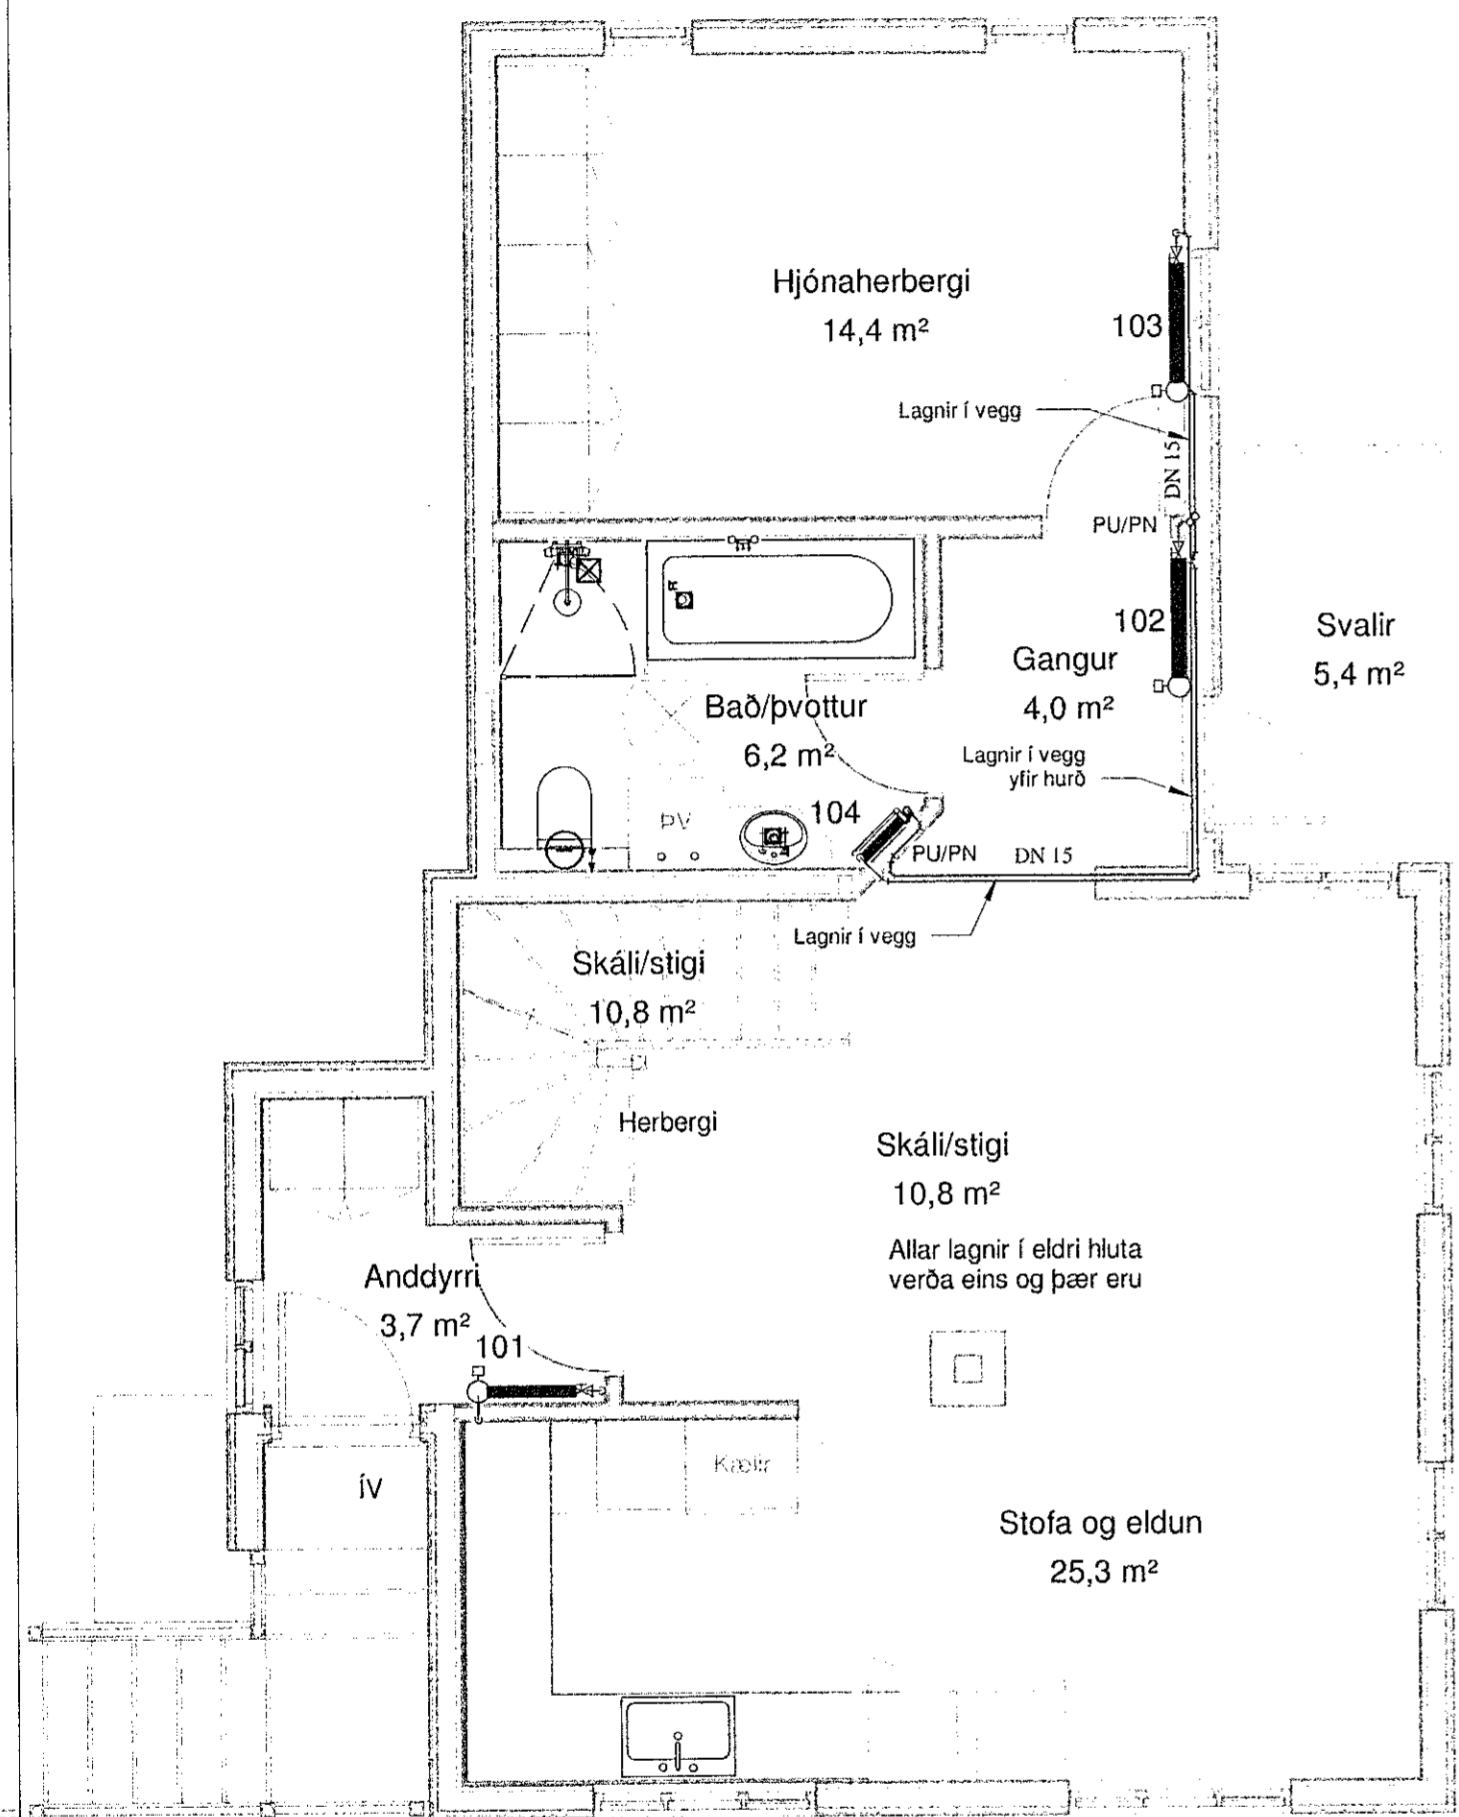 Hjónaherbergi
14,4 m²
103
Lagnir í vegg
DN 15
PU/PN
102
Svalir
5,4 m²
Gangur
4,0 m²
Bað/þvottur
6,2 m²
Lagnir í vegg
yfir hurð
104
ÞV
PU/PN
DN 15
Lagnir í vegg
Skáli/stigi
10,8 m²
Herbergi
Skáli/stigi
10,8 m²
Allar lagnir í eldri hluta
verða eins og þær eru
Anddyrri
3,7 m²
101
Kælir
ÍV
Stofa og eldun
25,3 m²